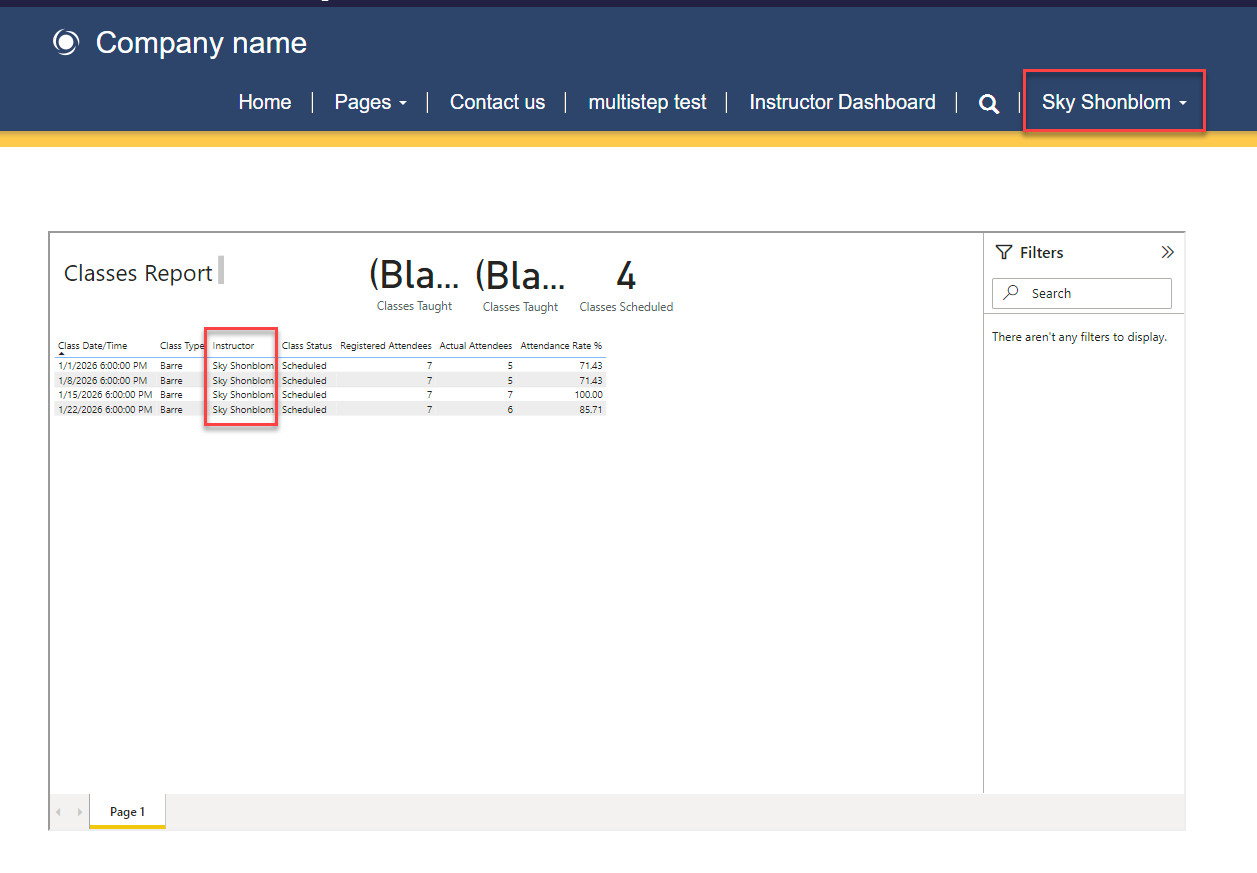 Company name
Home Pages Contact us multistep test Instructor Dashboard Sky Shonblom
Classes Report
(Bla... (Bla... 4
Classes Taught Classes Taught Classes Scheduled
Class Date/Time Class Type Instructor Class Status Registered Attendees Actual Attendees Attendance Rate %
1/1/2026 6:00:00 PM Barre Sky Shonblom Scheduled 7 5 71.43
1/8/2026 6:00:00 PM Barre Sky Shonblom Scheduled 7 5 71.43
1/15/2026 6:00:00 PM Barre Sky Shonblom Scheduled 7 7 100.00
1/22/2026 6:00:00 PM Barre Sky Shonblom Scheduled 7 6 85.71
Filters
Search
There aren't any filters to display.
Page 1